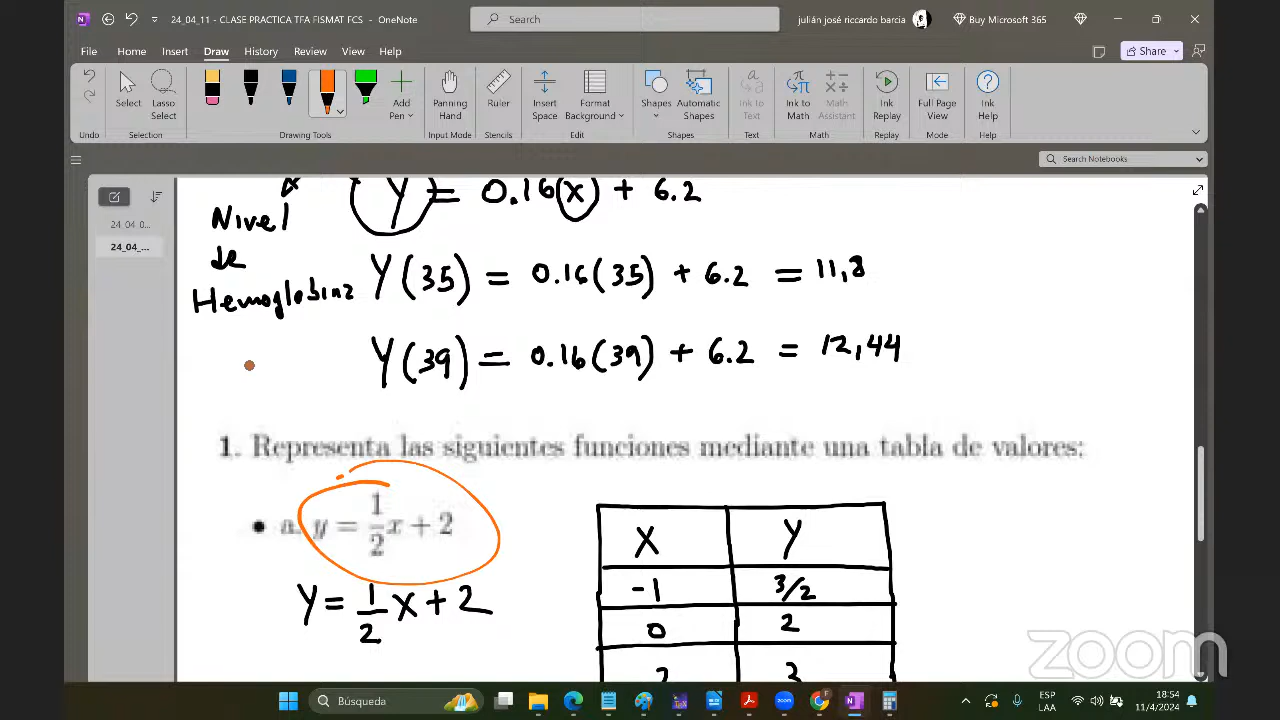 24_04_11 - CLASE PRACTICA TFA FISMAT FCS - OneNote
Search
julián josé riccardo barcia
Buy Microsoft 365
File Home Insert Draw History Review View Help
Share
Undo
Select
Lasso Select
Selection
Add Pen
Drawing Tools
Panning Hand
Input Mode
Ruler
Stencils
Insert Space
Format Background
Edit
Shapes
Automatic Shapes
Shapes
Ink to Text
Text
Ink to Math
Math Assistant
Math
Ink Replay
Replay
Full Page View
Mode
Ink Help
Help
Search Notebooks
24_04_0...
24_04_...
Y = 0.16(x) + 6.2
Nivel
de
Hemoglobina
Y(35) = 0.16(35) + 6.2 = 11,8
Y(39) = 0.16(39) + 6.2 = 12,44
1. Representa las siguientes funciones mediante una tabla de valores:
• a. y = 1/2 x + 2
Y = 1/2 X + 2
X Y
-1 3/2
0 2
2 3
zoom
Búsqueda
ESP
LAA
18:54
11/4/2024